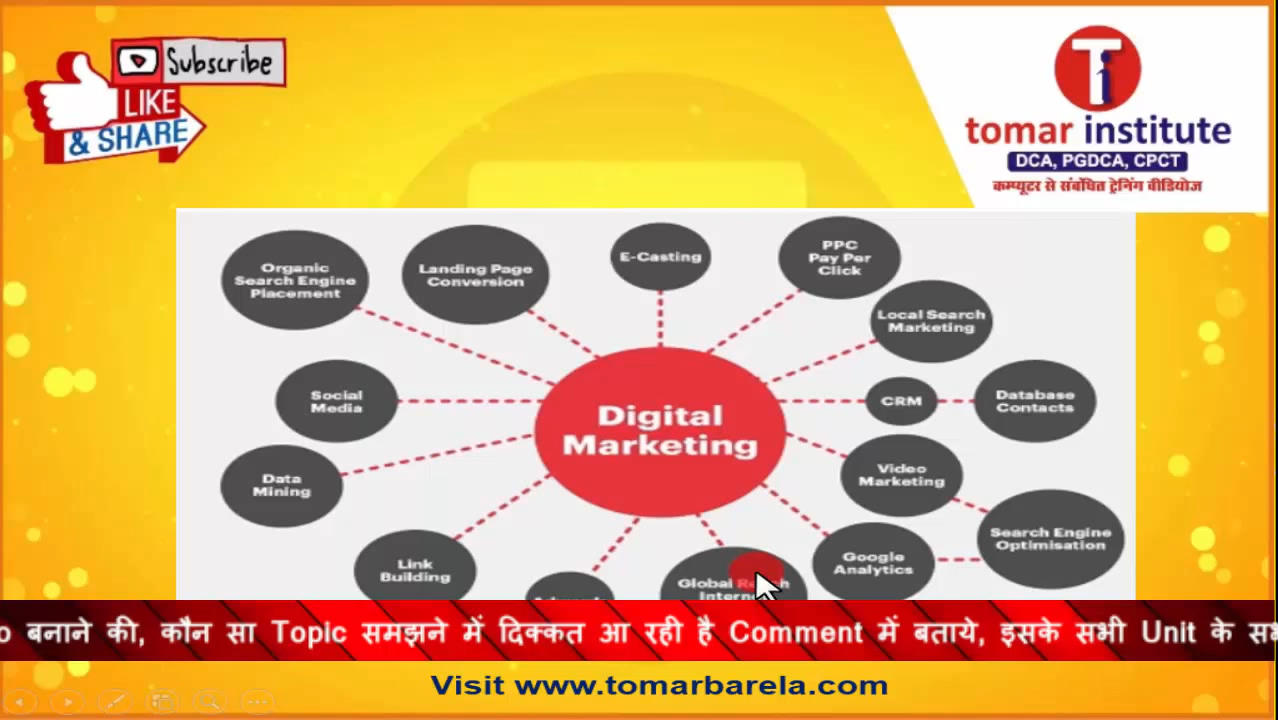 Subscribe
LIKE
& SHARE
Ti
tomar institute
DCA, PGDCA, CPCT
कम्प्यूटर से संबंधित ट्रेनिंग वीडियोज
Organic
Search Engine
Placement
Landing Page
Conversion
E-Casting
PPC
Pay Per
Click
Local Search
Marketing
Social
Media
Digital
Marketing
CRM
Database
Contacts
Data
Mining
Video
Marketing
Link
Building
Google
Analytics
Search Engine
Optimisation
Global
बनाने की, कौन सा Topic समझने में दिक्कत आ रही है Comment में बताये, इसके सभी Unit के
Visit www.tomarbarela.com